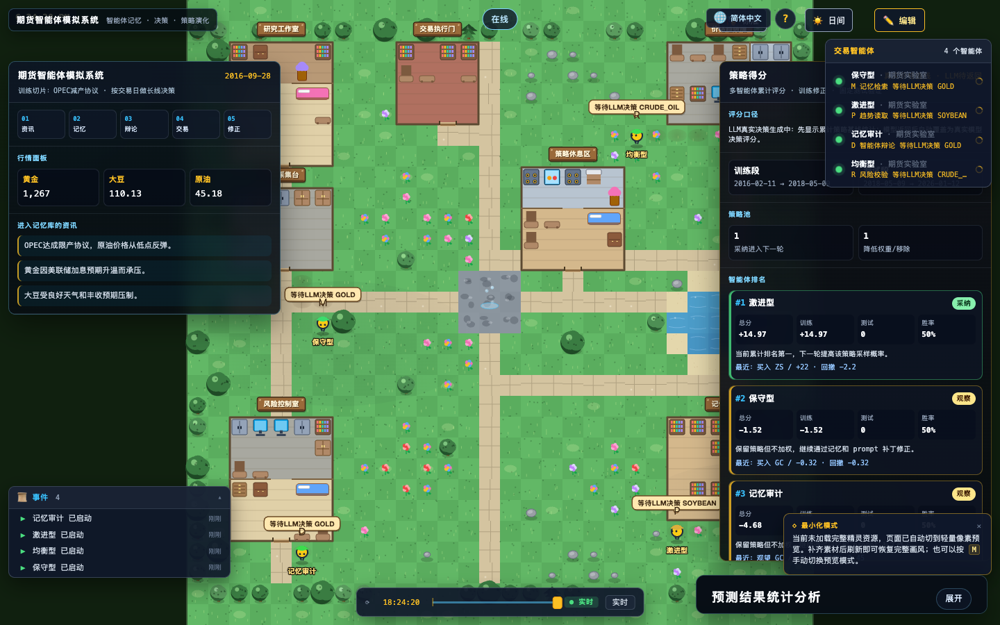 期货智能体模拟系统 智能体记忆 · 决策 · 策略演化
在线
简体中文
?
日间
编辑
研究工作室
交易执行门
期货智能体模拟系统 2016-09-28
训练切片: OPEC减产协议 · 按交易日做长线决策
01 资讯
02 记忆
03 辩论
04 交易
05 修正
行情面板
黄金 1,267
大豆 110.13
原油 45.18
进入记忆库的资讯
OPEC达成限产协议，原油价格从低点反弹。
黄金因美联储加息预期升温而承压。
大豆受良好天气和丰收预期压制。
采集台
等待LLM决策 CRUDE_OIL
R
均衡型
策略休息区
等待LLM决策 GOLD
M
保守型
风险控制室
等待LLM决策 GOLD
D
记忆审计
等待LLM决策 SOYBEAN
P
激进型
交易智能体 4 个智能体
保守型 · 期货实验室
M 记忆检索 等待LLM决策 GOLD
激进型 · 期货实验室
P 趋势读取 等待LLM决策 SOYBEAN
记忆审计 · 期货实验室
D 智能体辩论 等待LLM决策 GOLD
均衡型 · 期货实验室
R 风险校验 等待LLM决策 CRUDE_…
策略得分
多智能体累计评分 · 训练修正
评分口径
LLM真实决策生成中: 先显示累
决策评分。
训练段
2016-02-11 → 2018-05-0
策略池
1 采纳进入下一轮
1 降低权重/移除
智能体排名
#1 激进型 采纳
总分 训练 测试 胜率
+14.97 +14.97 0 50%
当前累计排名第一，下一轮提高该策略采样概率。
最近: 买入 ZS / +22 · 回撤 -2.2
#2 保守型 观察
总分 训练 测试 胜率
-1.52 -1.52 0 50%
保留策略但不加权，继续通过记忆和 prompt 补丁修正。
最近: 买入 GC / -0.32 · 回撤 -0.32
#3 记忆审计 观察
总分 训练 测试 胜率
-4.68
保留策略但不加
最近: 观望 GC
◇ 最小化模式 ×
当前未加载完整精灵资源，页面已自动切到轻量像素预
览。补齐素材后刷新即可恢复完整画风；也可以按 M
手动切换预览模式。
事件 4
▶ 记忆审计 已启动 刚刚
▶ 激进型 已启动 刚刚
▶ 均衡型 已启动 刚刚
▶ 保守型 已启动 刚刚
18:24:20 实时 实时
预测结果统计分析 展开